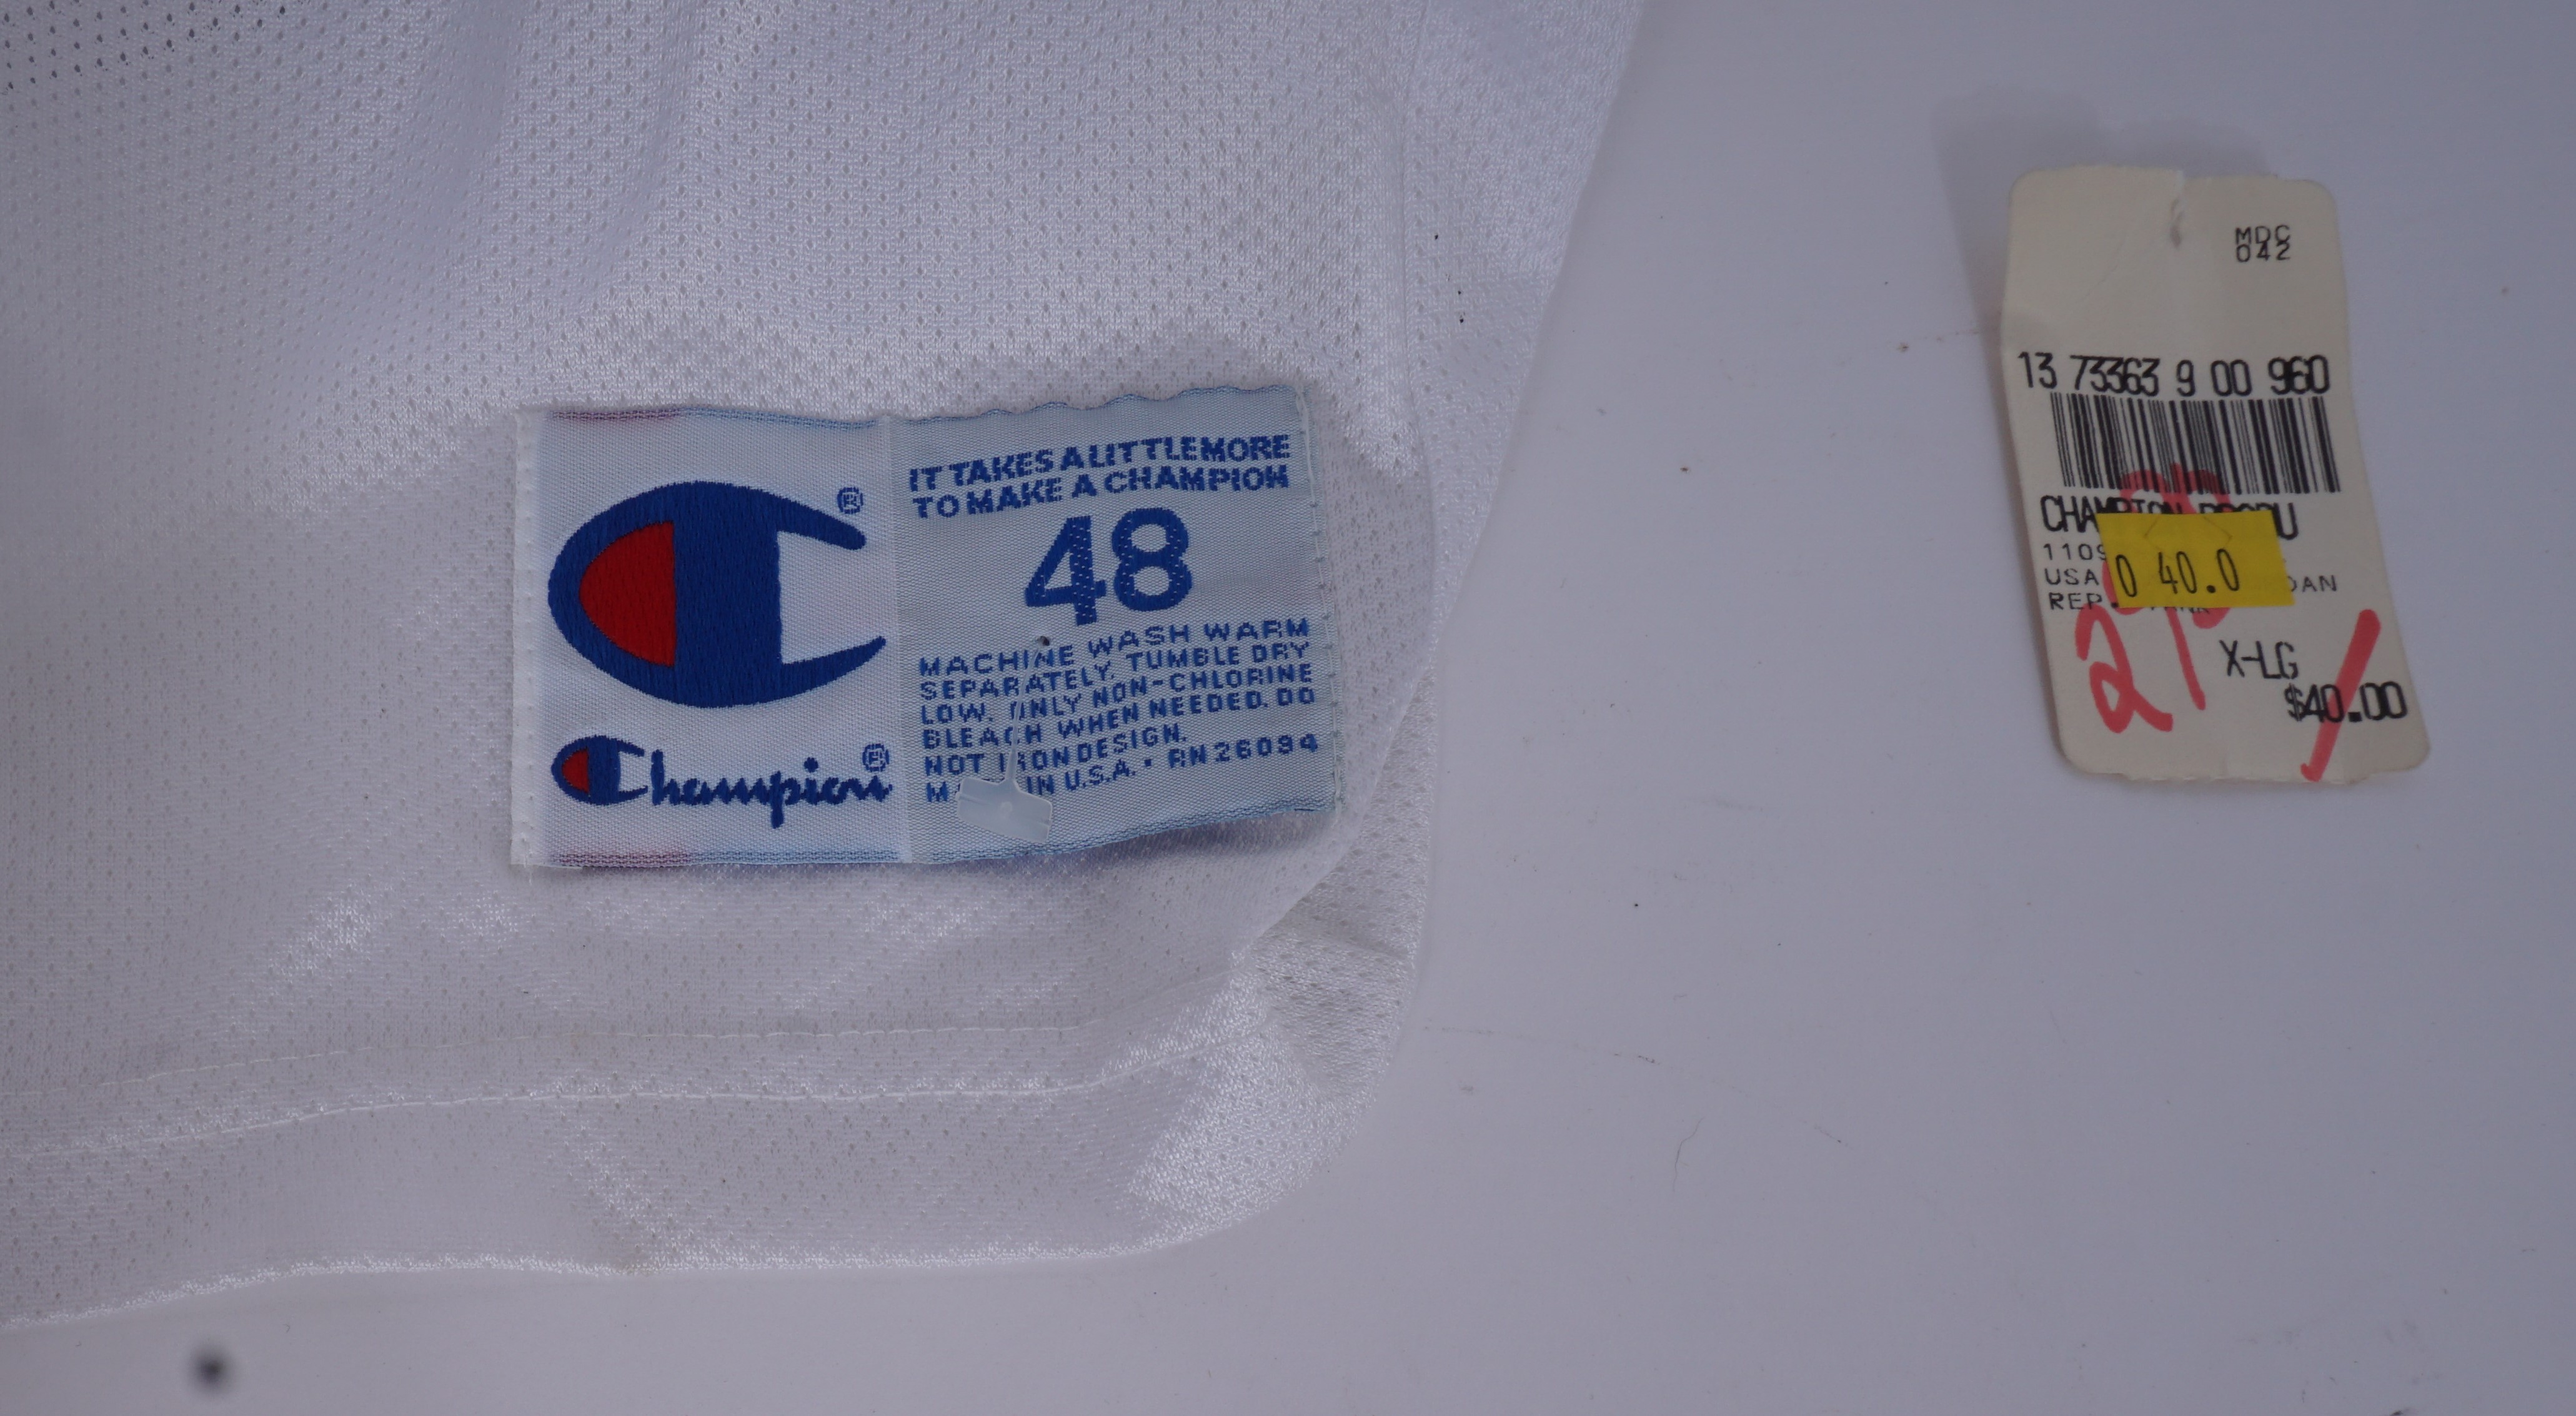 ®
Champion®
IT TAKES A LITTLE MORE
TO MAKE A CHAMPION
48
MACHINE WASH WARM
SEPARATELY. TUMBLE DRY
LOW. ONLY NON-CHLORINE
BLEACH WHEN NEEDED. DO
NOT IRON DESIGN.
IN U.S.A. • RN 26094
MDC
042
13 73363 9 00 960
0 40.0
USA
X-LG
$40.00